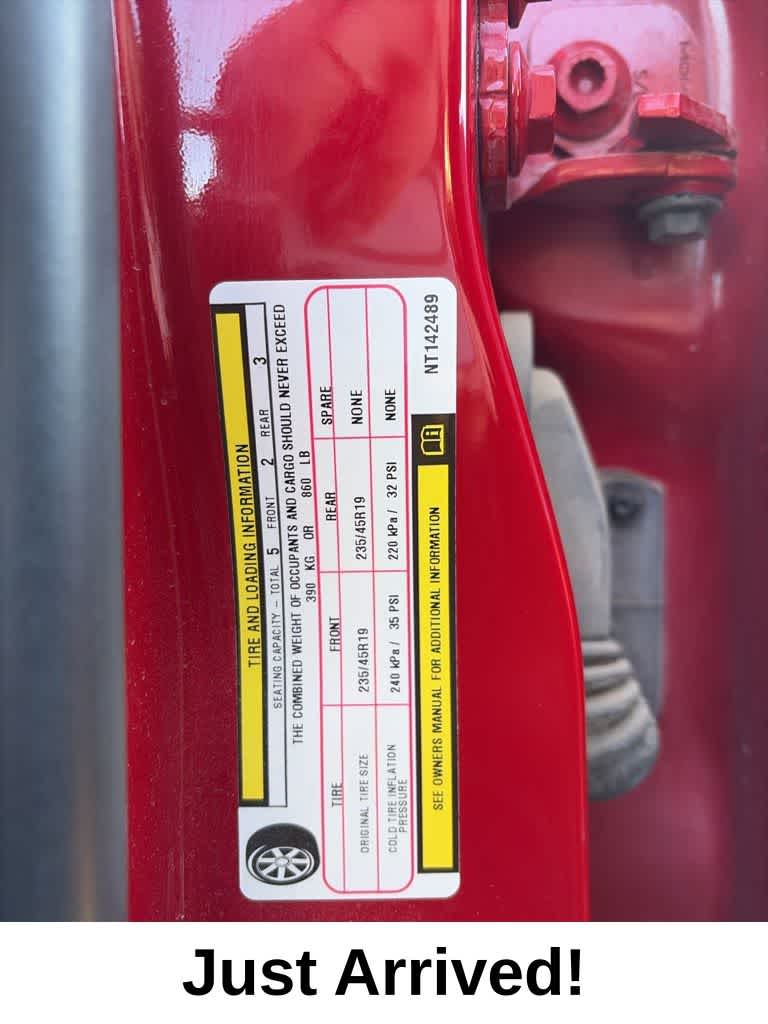 TIRE AND LOADING INFORMATION
SEATING CAPACITY – TOTAL 5 FRONT 2 REAR 3
THE COMBINED WEIGHT OF OCCUPANTS AND CARGO SHOULD NEVER EXCEED
390 KG OR 860 LB
TIRE FRONT REAR SPARE
ORIGINAL TIRE SIZE 235/45R19 235/45R19 NONE
COLD TIRE INFLATION PRESSURE 240 kPa / 35 PSI 220 kPa / 32 PSI NONE
SEE OWNERS MANUAL FOR ADDITIONAL INFORMATION
NT142489
Just Arrived!